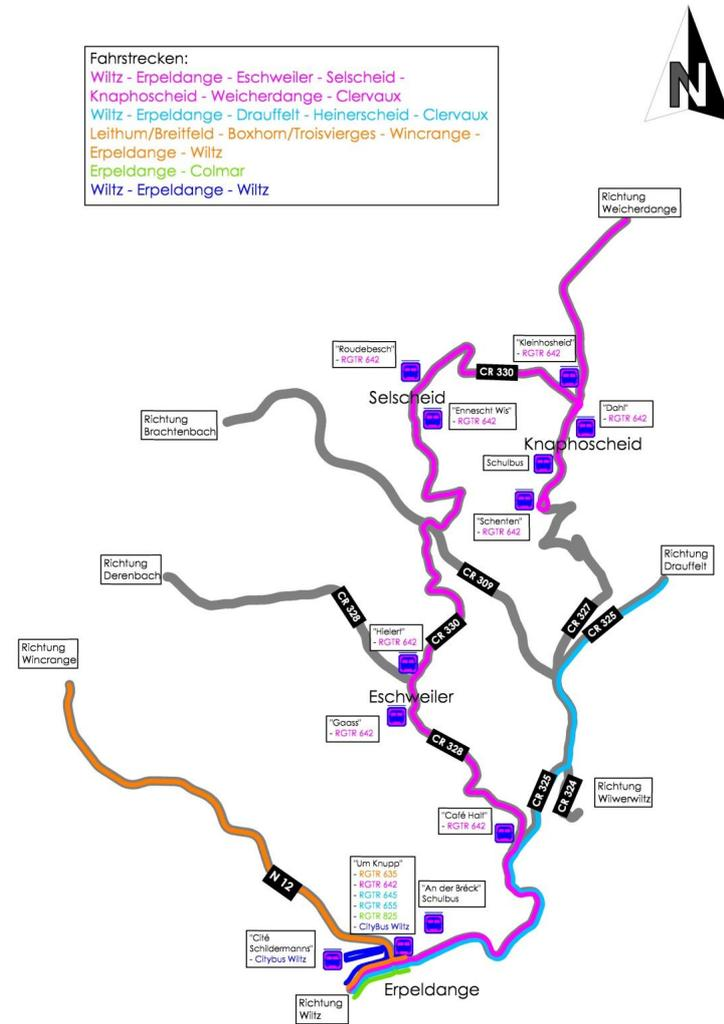 N
Fahrstrecken:
Wiltz - Erpeldange - Eschweiler - Selscheid -
Knaphoscheid - Weicherdange - Clervaux
Wiltz - Erpeldange - Drauffelt - Heinerscheid - Clervaux
Leithum/Breitfeld - Boxhorn/Troisvierges - Wincrange -
Erpeldange - Wiltz
Erpeldange - Colmar
Wiltz - Erpeldange - Wiltz
Richtung
Weicherdange
"Roudebesch"
- RGTR 642
"Kleinhosheid"
- RGTR 642
CR 330
Selscheid
"Ennescht Wis"
- RGTR 642
"Dahl"
- RGTR 642
Richtung
Brachtenbach
Knaphoscheid
Schulbus
"Schenten"
- RGTR 642
Richtung
Derenbach
Richtung
Drauffelt
CR 309
CR 328
CR 327
CR 325
CR 330
"Hielert"
- RGTR 642
Richtung
Wincrange
Eschweiler
"Gaass"
- RGTR 642
CR 328
CR 325
CR 324
Richtung
Wilwerwiltz
"Café Halt"
- RGTR 642
N 12
"Um Knupp"
- RGTR 635
- RGTR 642
- RGTR 645
- RGTR 655
- RGTR 825
- CityBus Wiltz
"An der Bréck"
Schulbus
"Cité
Schildermanns"
- Citybus Wiltz
Erpeldange
Richtung
Wiltz